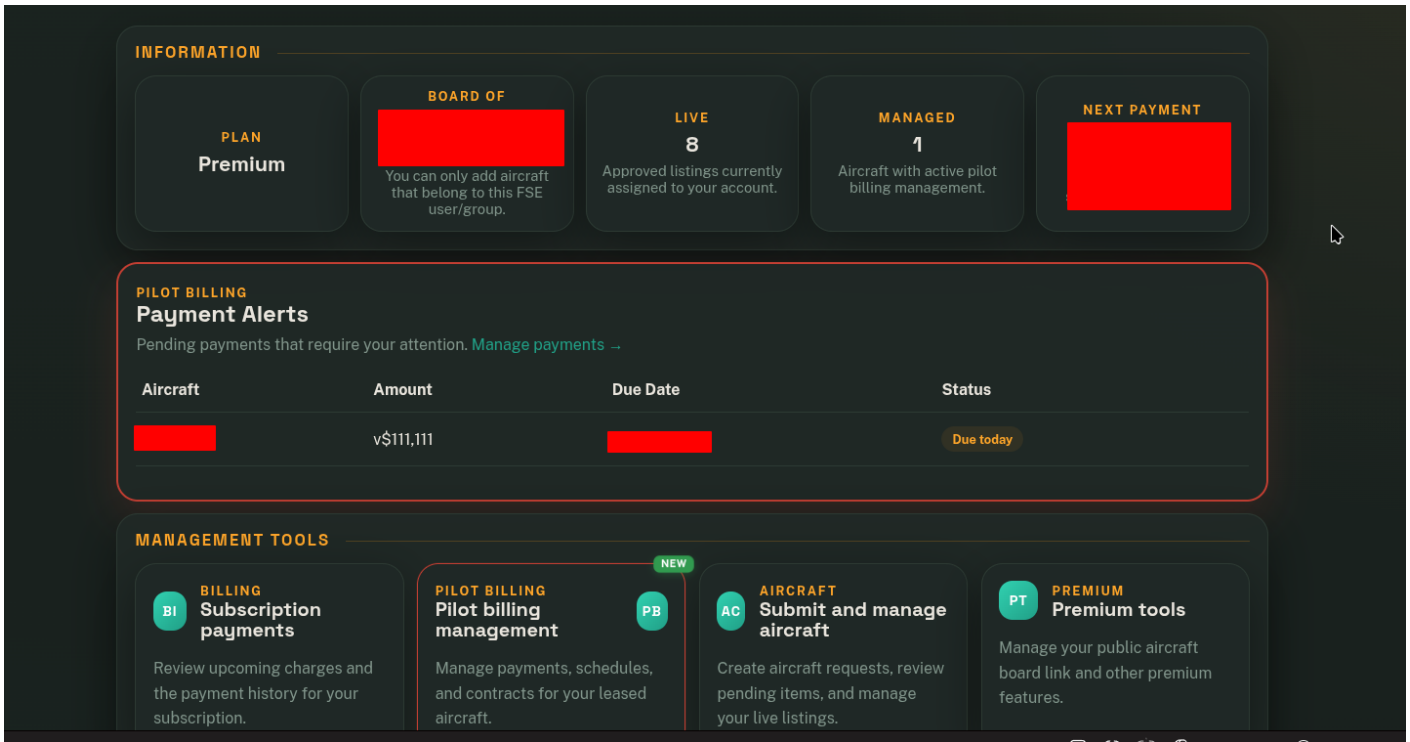 INFORMATION
PLAN
Premium
BOARD OF
You can only add aircraft
that belong to this FSE
user/group.
LIVE
8
Approved listings currently
assigned to your account.
MANAGED
1
Aircraft with active pilot
billing management.
NEXT PAYMENT
PILOT BILLING
Payment Alerts
Pending payments that require your attention. Manage payments →
Aircraft Amount Due Date Status
v$111,111 Due today
MANAGEMENT TOOLS
BI
BILLING
Subscription
payments
Review upcoming charges and
the payment history for your
subscription.
NEW
PILOT BILLING
Pilot billing
management
PB
Manage payments, schedules,
and contracts for your leased
aircraft.
AC
AIRCRAFT
Submit and manage
aircraft
Create aircraft requests, review
pending items, and manage
your live listings.
PT
PREMIUM
Premium tools
Manage your public aircraft
board link and other premium
features.